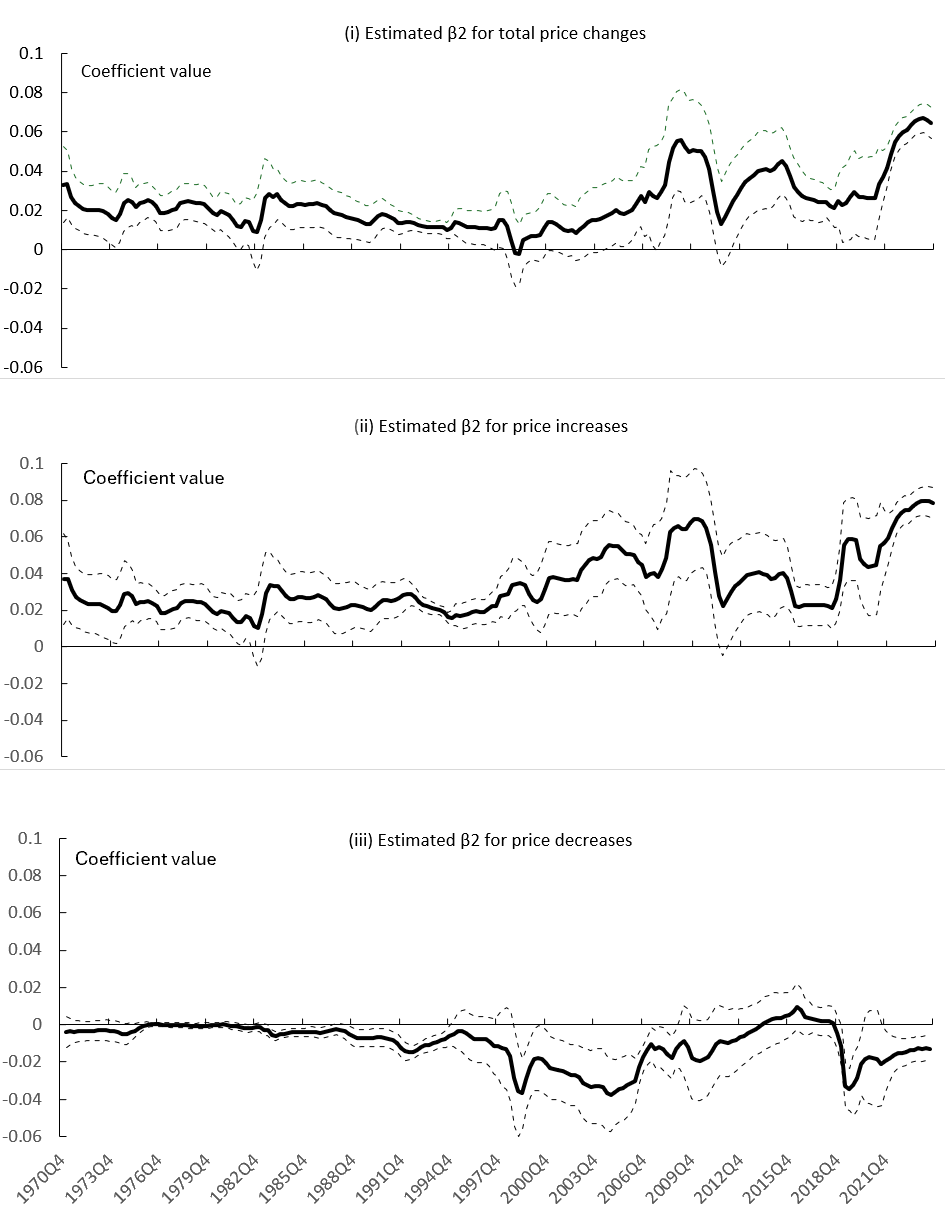 (i) Estimated β2 for total price changes
0.1
Coefficient value
0.08
0.06
0.04
0.02
0
-0.02
-0.04
-0.06
(ii) Estimated β2 for price increases
0.1
Coefficient value
0.08
0.06
0.04
0.02
0
-0.02
-0.04
-0.06
(iii) Estimated β2 for price decreases
0.1
Coefficient value
0.08
0.06
0.04
0.02
0
-0.02
-0.04
-0.06
1970Q4
1973Q4
1976Q4
1979Q4
1982Q4
1985Q4
1988Q4
1991Q4
1994Q4
1997Q4
2000Q4
2003Q4
2006Q4
2009Q4
2012Q4
2015Q4
2018Q4
2021Q4